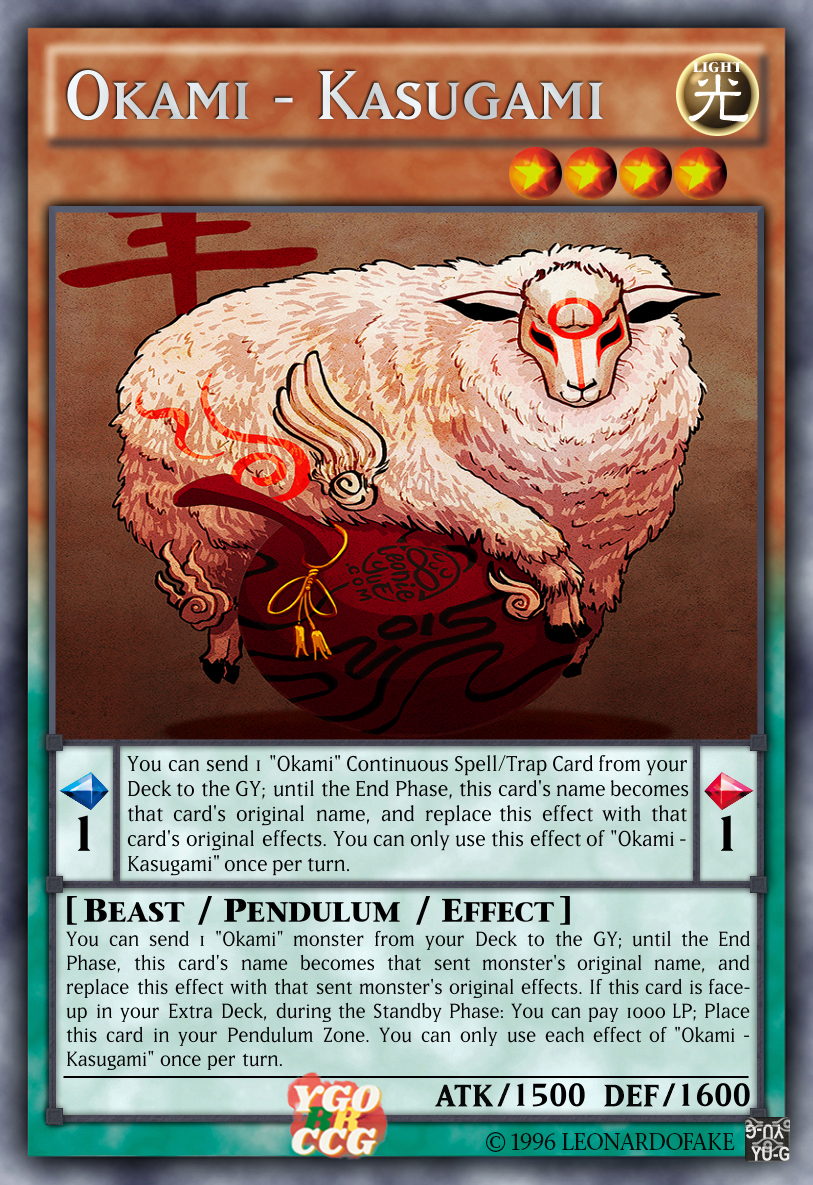 OKAMI - KASUGAMI
LIGHT
光
You can send 1 "Okami" Continuous Spell/Trap Card from your
Deck to the GY; until the End Phase, this card's name becomes
that card's original name, and replace this effect with that
card's original effects. You can only use this effect of "Okami -
Kasugami" once per turn.
1
1
[ BEAST / PENDULUM / EFFECT ]
You can send 1 "Okami" monster from your Deck to the GY; until the End
Phase, this card's name becomes that sent monster's original name, and
replace this effect with that sent monster's original effects. If this card is face-
up in your Extra Deck, during the Standby Phase: You can pay 1000 LP; Place
this card in your Pendulum Zone. You can only use each effect of "Okami -
Kasugami" once per turn.
ATK/1500 DEF/1600
YGO
CCG
© 1996 LEONARDOFAKE
YU-G